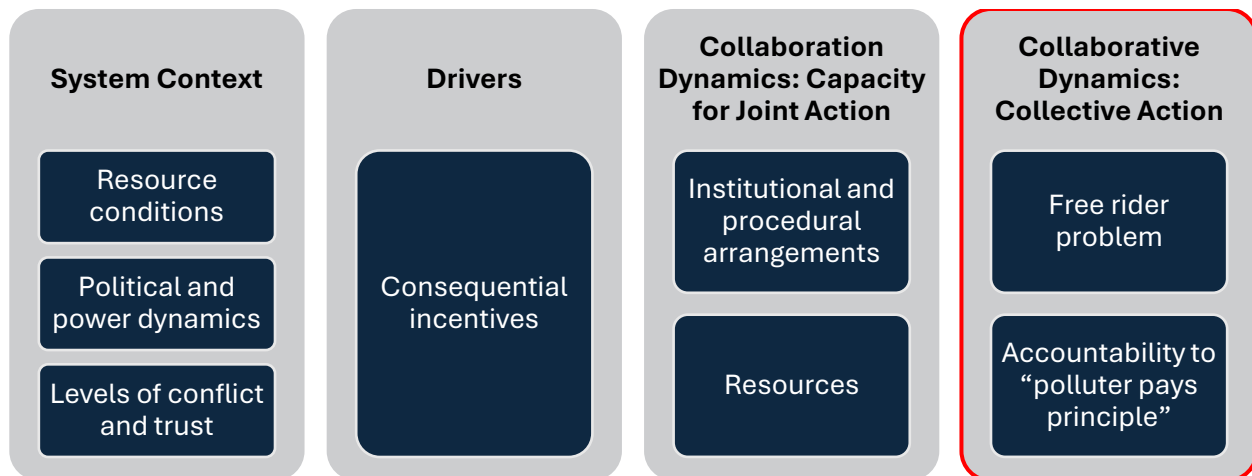 System Context
Resource
conditions
Political and
power dynamics
Levels of conflict
and trust
Drivers
Consequential
incentives
Collaboration
Dynamics: Capacity
for Joint Action
Institutional and
procedural
arrangements
Resources
Collaborative
Dynamics:
Collective Action
Free rider
problem
Accountability to
“polluter pays
principle”